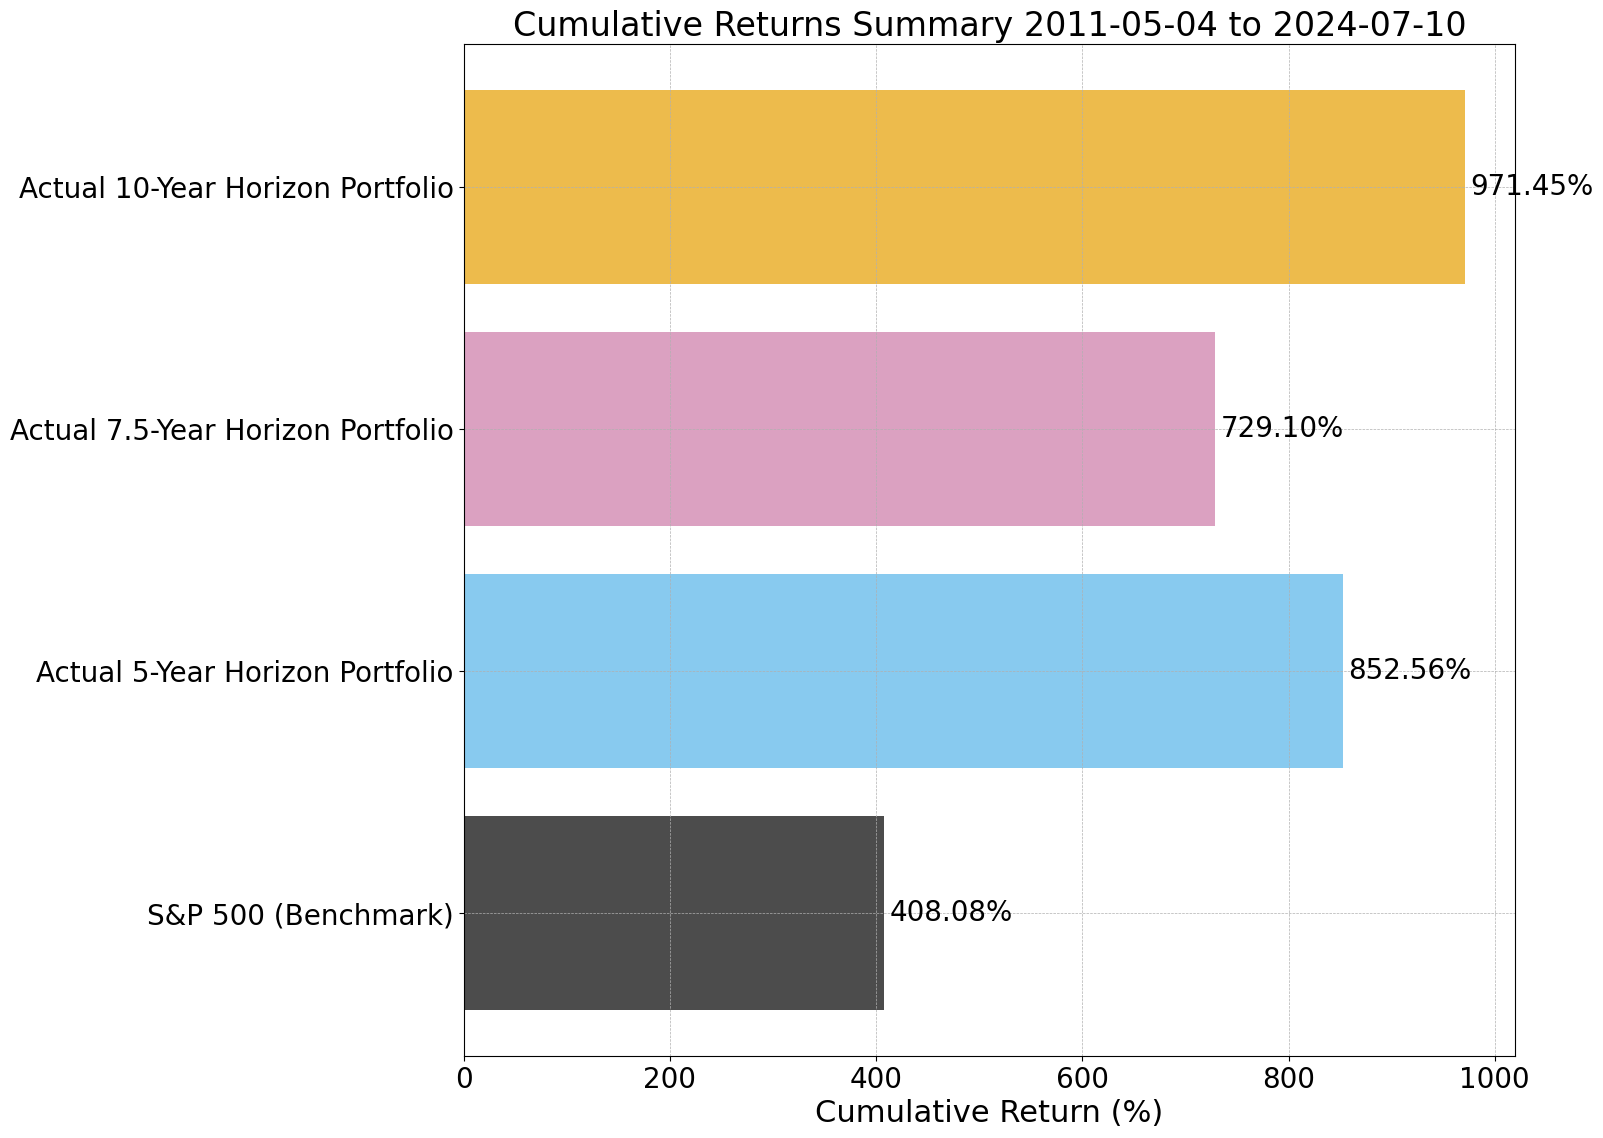 Cumulative Returns Summary 2011-05-04 to 2024-07-10
Actual 10-Year Horizon Portfolio
971.45%
Actual 7.5-Year Horizon Portfolio
729.10%
Actual 5-Year Horizon Portfolio
852.56%
S&P 500 (Benchmark)
408.08%
0 200 400 600 800 1000
Cumulative Return (%)